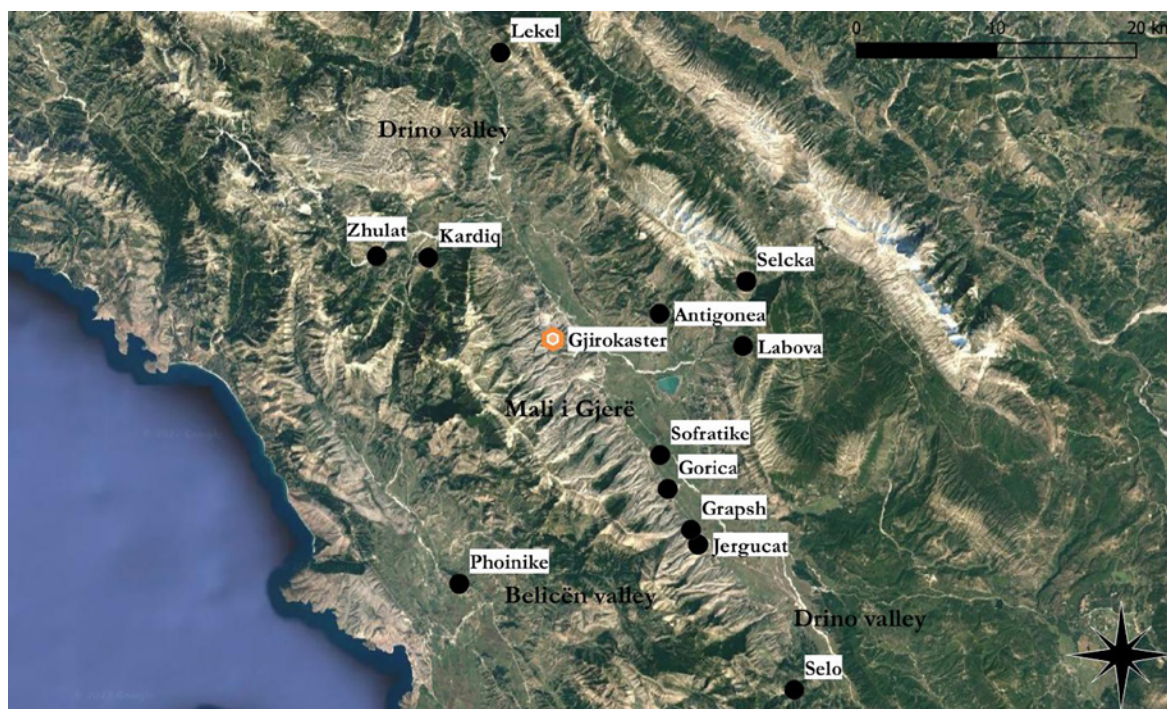 Lekel
0 10 20 km
Drino valley
Zhulat
Kardiq
Selcka
Antigonea
Gjirokaster
Labova
Mali i Gjerë
Sofratike
Gorica
Grapsh
Jergucat
Phoinike
Belicën valley
Drino valley
Selo